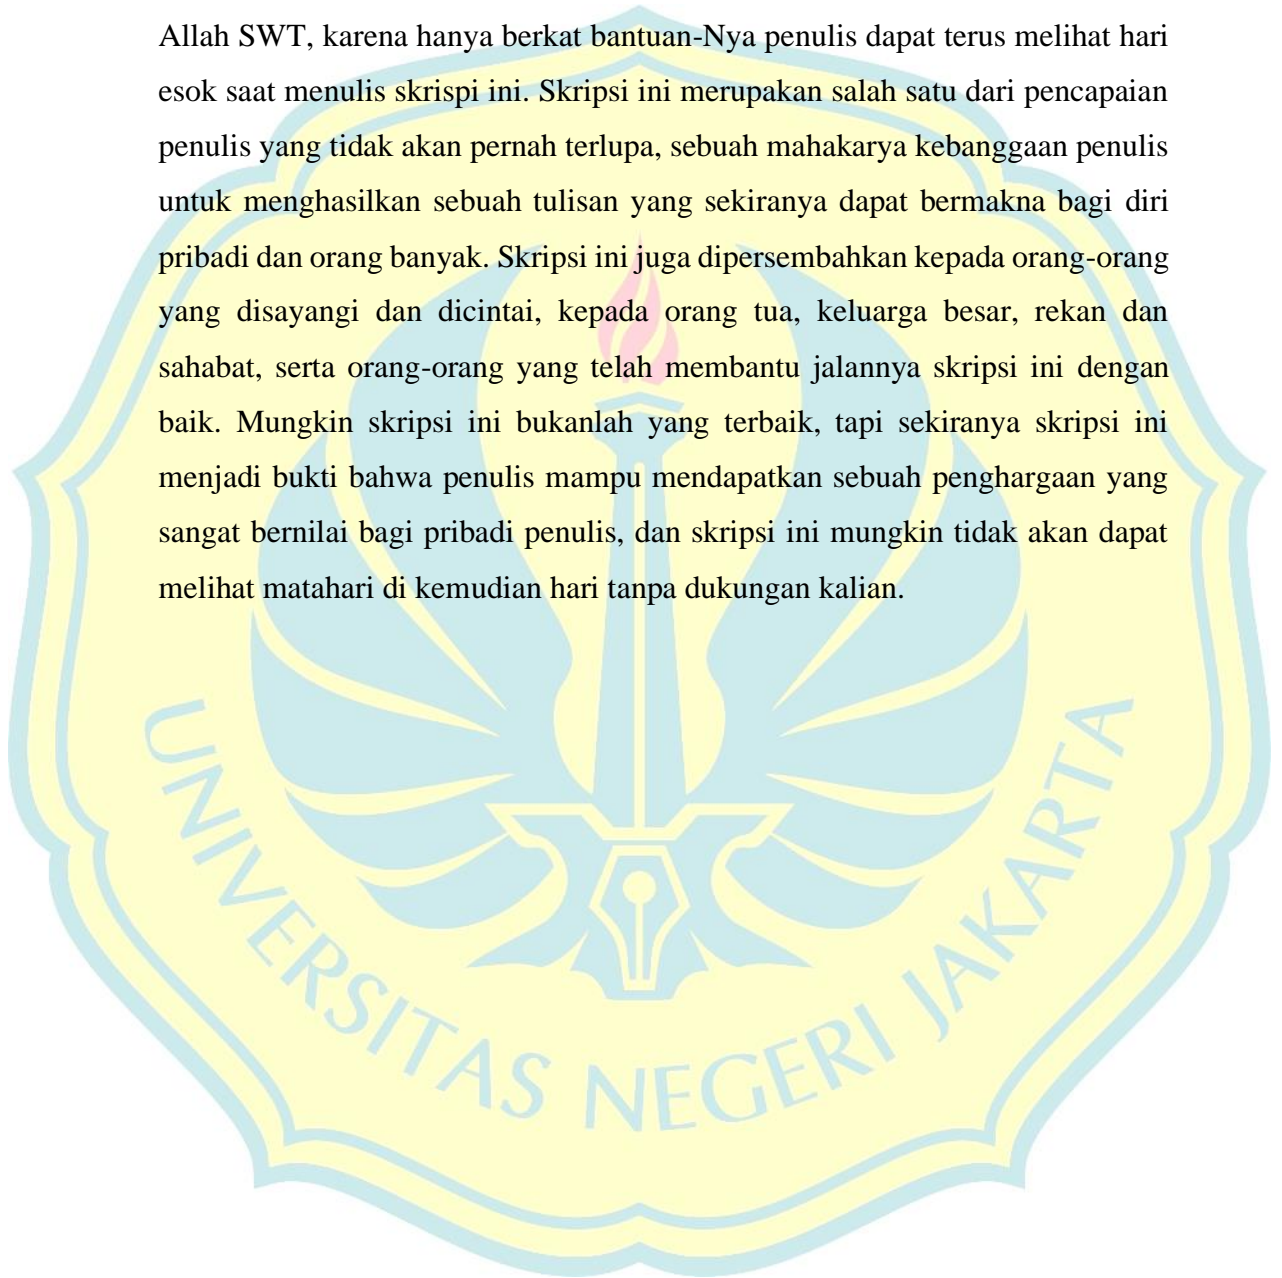 Allah SWT, karena hanya berkat bantuan-Nya penulis dapat terus melihat hari
esok saat menulis skrispi ini. Skripsi ini merupakan salah satu dari pencapaian
penulis yang tidak akan pernah terlupa, sebuah mahakarya kebanggaan penulis
untuk menghasilkan sebuah tulisan yang sekiranya dapat bermakna bagi diri
pribadi dan orang banyak. Skripsi ini juga dipersembahkan kepada orang-orang
yang disayangi dan dicintai, kepada orang tua, keluarga besar, rekan dan
sahabat, serta orang-orang yang telah membantu jalannya skripsi ini dengan
baik. Mungkin skripsi ini bukanlah yang terbaik, tapi sekiranya skripsi ini
menjadi bukti bahwa penulis mampu mendapatkan sebuah penghargaan yang
sangat bernilai bagi pribadi penulis, dan skripsi ini mungkin tidak akan dapat
melihat matahari di kemudian hari tanpa dukungan kalian.
UNIVERSITAS NEGERI JAKARTA